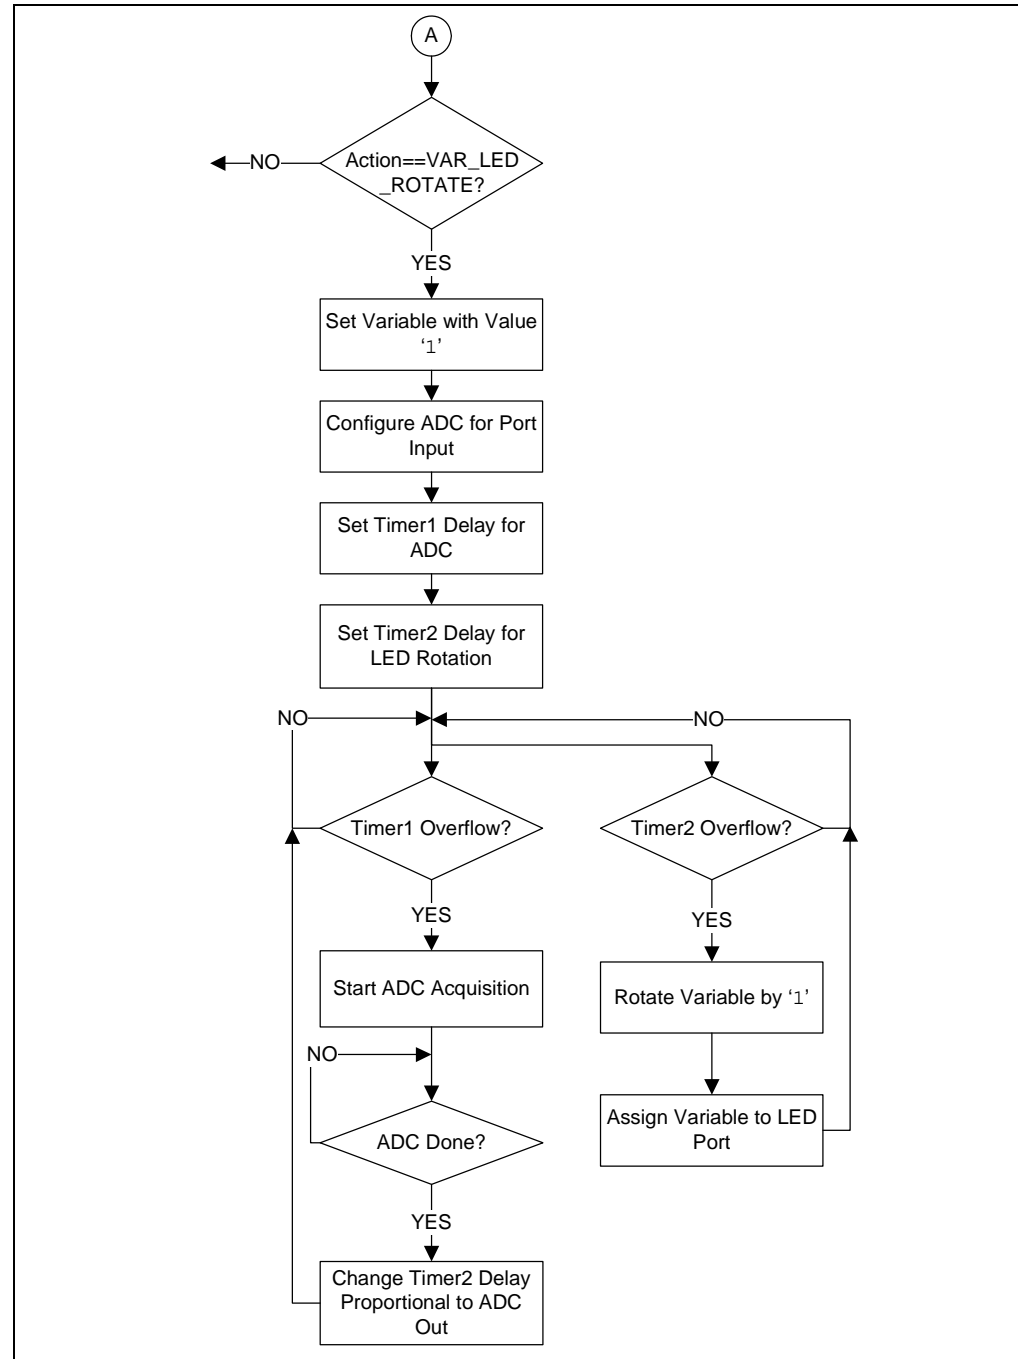 A
Action==VAR_LED
_ROTATE?
NO
YES
Set Variable with Value
‘1’
Configure ADC for Port
Input
Set Timer1 Delay for
ADC
Set Timer2 Delay for
LED Rotation
NO
NO
Timer1 Overflow?
Timer2 Overflow?
YES
YES
Start ADC Acquisition
Rotate Variable by ‘1’
NO
ADC Done?
Assign Variable to LED
Port
YES
Change Timer2 Delay
Proportional to ADC
Out